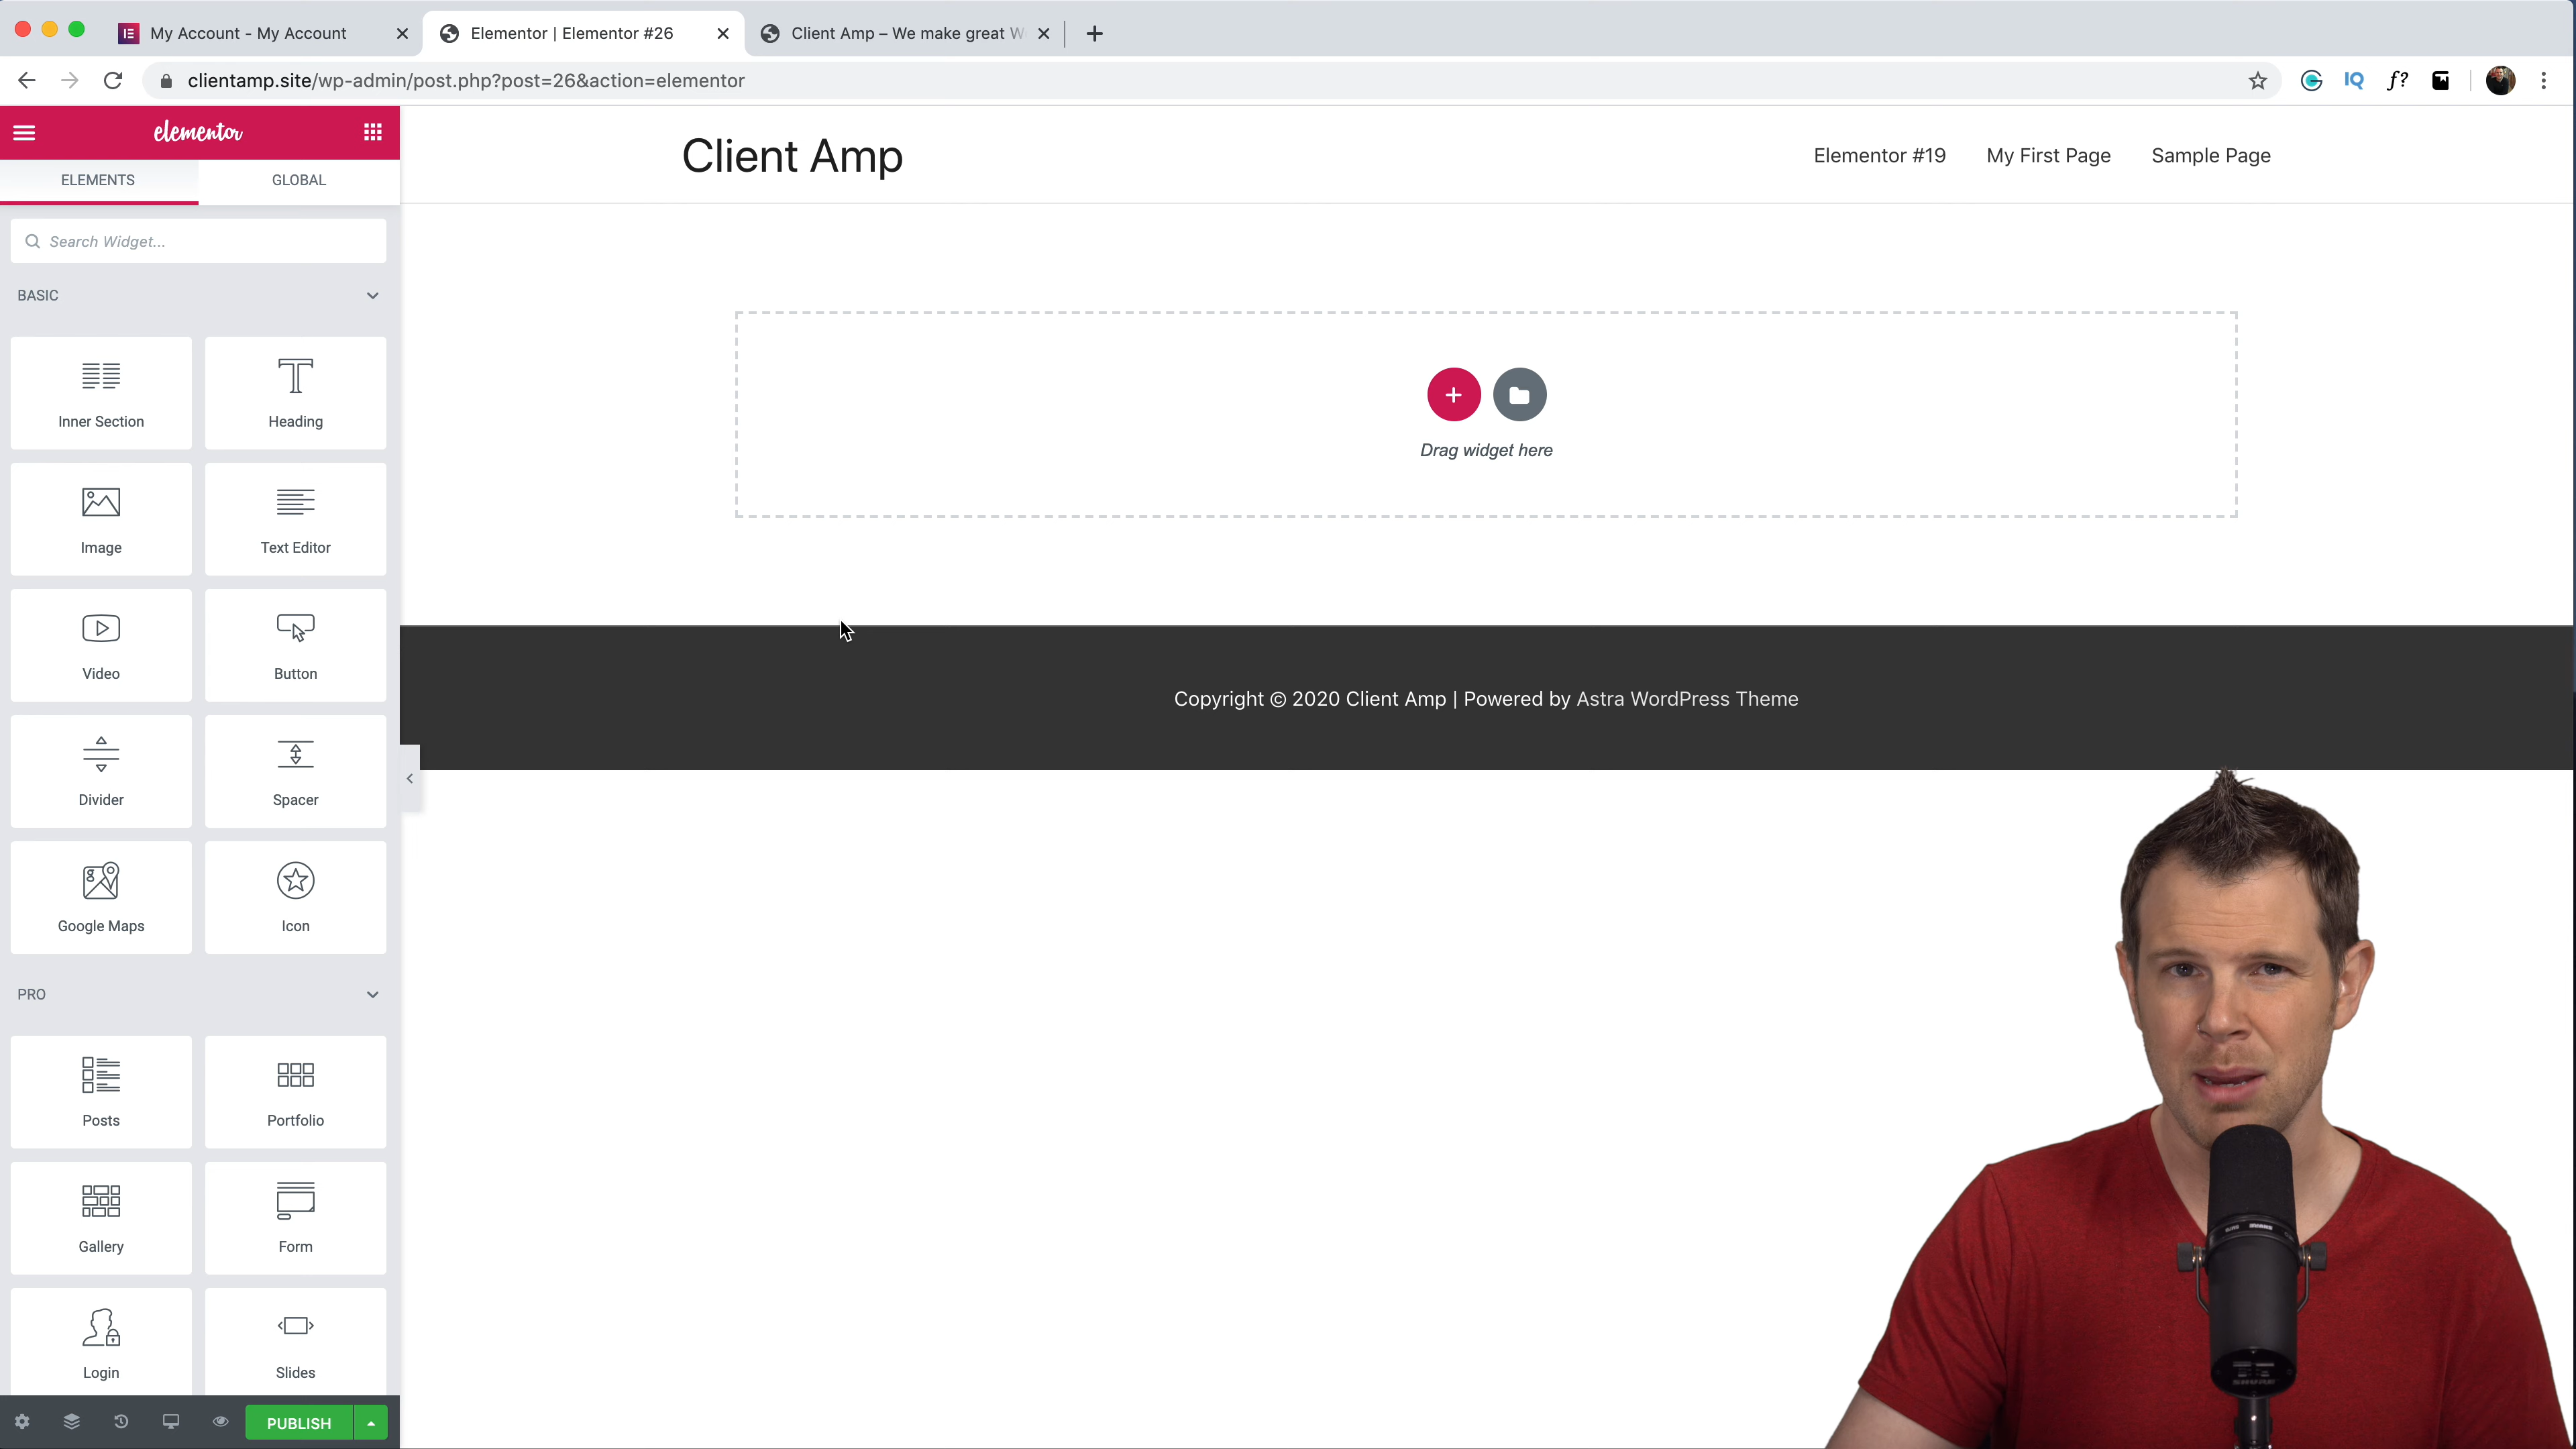 My Account - My Account
Elementor | Elementor #26
Client Amp – We make great W
clientamp.site/wp-admin/post.php?post=26&action=elementor
IQ
f?
elementor
ELEMENTS
GLOBAL
Search Widget...
BASIC
Inner Section
Heading
Image
Text Editor
Video
Button
Divider
Spacer
Google Maps
Icon
PRO
Posts
Portfolio
Gallery
Form
Login
Slides
PUBLISH
Client Amp
Elementor #19
My First Page
Sample Page
Drag widget here
Copyright © 2020 Client Amp | Powered by Astra WordPress Theme